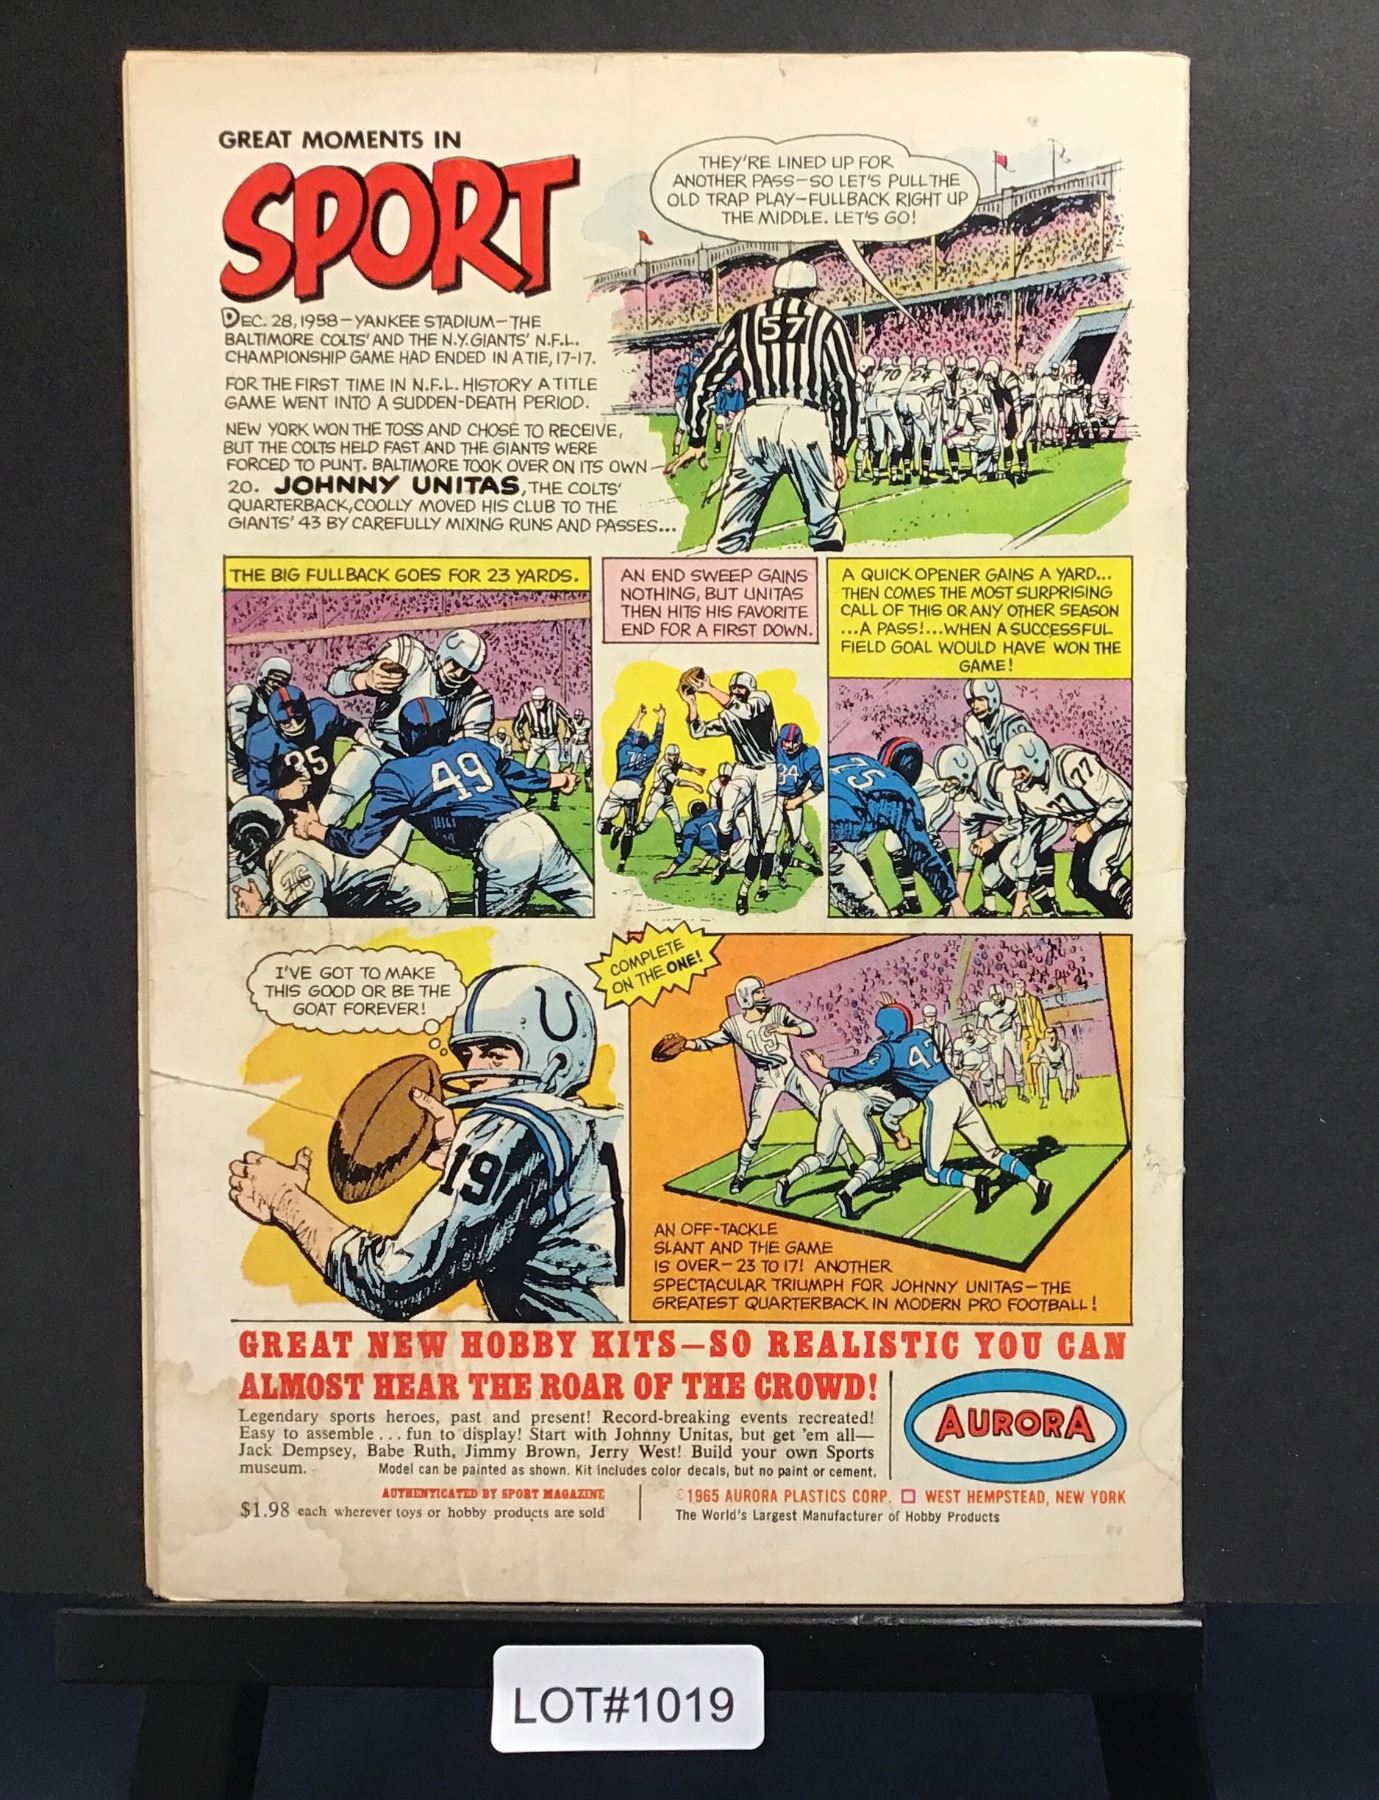 GREAT MOMENTS IN
SPORT
DEC. 28, 1958—YANKEE STADIUM—THE
BALTIMORE COLTS' AND THE N.Y. GIANTS' N.F.L.
CHAMPIONSHIP GAME HAD ENDED IN A TIE, 17-17.
FOR THE FIRST TIME IN N.F.L. HISTORY A TITLE
GAME WENT INTO A SUDDEN-DEATH PERIOD.
NEW YORK WON THE TOSS AND CHOSE TO RECEIVE,
BUT THE COLTS HELD FAST AND THE GIANTS WERE
FORCED TO PUNT. BALTIMORE TOOK OVER ON ITS OWN
20. JOHNNY UNITAS, THE COLTS'
QUARTERBACK, COOLLY MOVED HIS CLUB TO THE
GIANTS' 43 BY CAREFULLY MIXING RUNS AND PASSES...
THEY'RE LINED UP FOR
ANOTHER PASS—SO LET'S PULL THE
OLD TRAP PLAY—FULLBACK RIGHT UP
THE MIDDLE. LET'S GO!
57
70
24
THE BIG FULLBACK GOES FOR 23 YARDS.
35
49
76
AN END SWEEP GAINS
NOTHING, BUT UNITAS
THEN HITS HIS FAVORITE
END FOR A FIRST DOWN.
34
A QUICK OPENER GAINS A YARD...
THEN COMES THE MOST SURPRISING
CALL OF THIS OR ANY OTHER SEASON
...A PASS!...WHEN A SUCCESSFUL
FIELD GOAL WOULD HAVE WON THE
GAME!
75
77
77
I'VE GOT TO MAKE
THIS GOOD OR BE THE
GOAT FOREVER!
19
COMPLETE
ON THE ONE!
19
42
AN OFF-TACKLE
SLANT AND THE GAME
IS OVER—23 TO 17! ANOTHER
SPECTACULAR TRIUMPH FOR JOHNNY UNITAS—THE
GREATEST QUARTERBACK IN MODERN PRO FOOTBALL!
GREAT NEW HOBBY KITS—SO REALISTIC YOU CAN
ALMOST HEAR THE ROAR OF THE CROWD!
Legendary sports heroes, past and present! Record-breaking events recreated!
Easy to assemble . . . fun to display! Start with Johnny Unitas, but get 'em all—
Jack Dempsey, Babe Ruth, Jimmy Brown, Jerry West! Build your own Sports
museum. Model can be painted as shown. Kit includes color decals, but no paint or cement.
AURORA
AUTHENTICATED BY SPORT MAGAZINE
$1.98 each wherever toys or hobby products are sold
©1965 AURORA PLASTICS CORP. □ WEST HEMPSTEAD, NEW YORK
The World's Largest Manufacturer of Hobby Products
LOT#1019